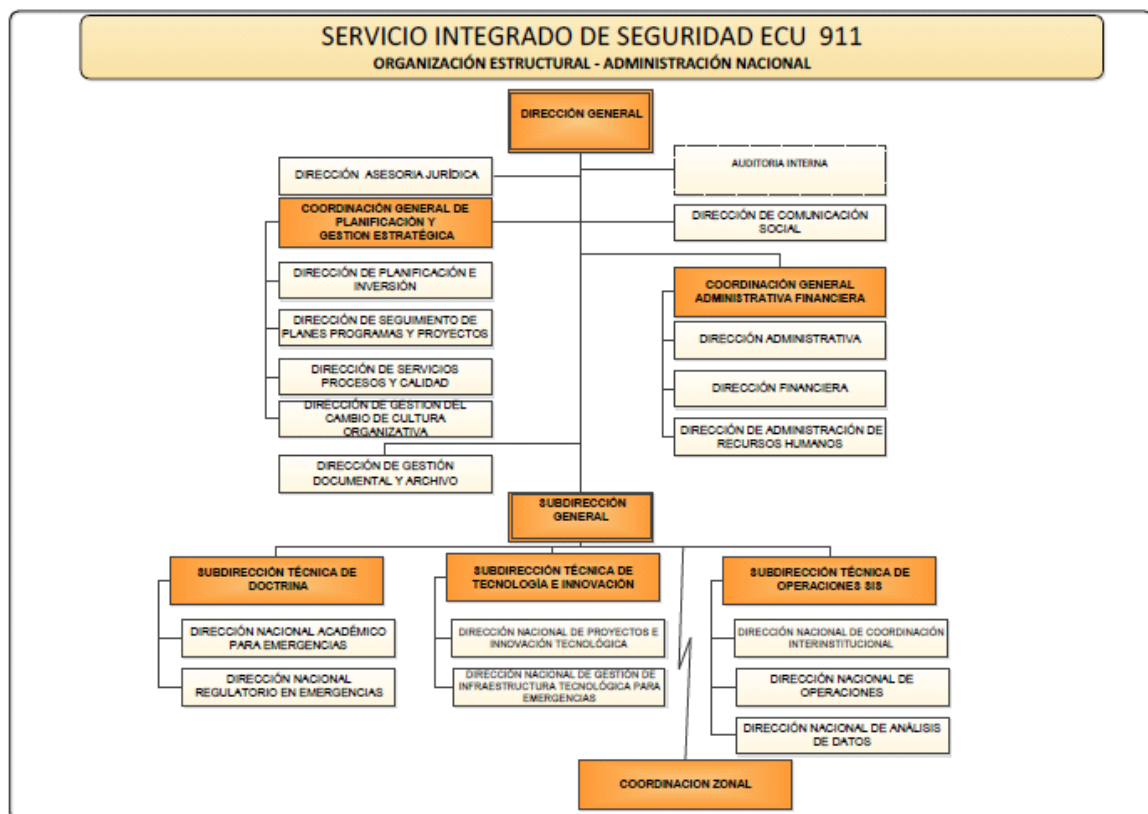 SERVICIO INTEGRADO DE SEGURIDAD ECU 911
ORGANIZACIÓN ESTRUCTURAL - ADMINISTRACIÓN NACIONAL
DIRECCIÓN GENERAL
DIRECCIÓN ASESORIA JURÍDICA
AUDITORIA INTERNA
COORDINACIÓN GENERAL DE
PLANIFICACIÓN Y
GESTION ESTRATÉGICA
DIRECCIÓN DE COMUNICACIÓN
SOCIAL
DIRECCIÓN DE PLANIFICACIÓN E
INVERSIÓN
DIRECCIÓN DE SEGUIMIENTO DE
PLANES PROGRAMAS Y PROYECTOS
DIRECCIÓN DE SERVICIOS
PROCESOS Y CALIDAD
DIRECCIÓN DE GESTION DEL
CAMBIO DE CULTURA
ORGANIZATIVA
COORDINACIÓN GENERAL
ADMINISTRATIVA FINANCIERA
DIRECCIÓN ADMINISTRATIVA
DIRECCIÓN FINANCIERA
DIRECCIÓN DE ADMINISTRACIÓN DE
RECURSOS HUMANOS
DIRECCIÓN DE GESTIÓN
DOCUMENTAL Y ARCHIVO
SUBDIRECCIÓN
GENERAL
SUBDIRECCIÓN TÉCNICA DE
DOCTRINA
DIRECCIÓN NACIONAL ACADÉMICO
PARA EMERGENCIAS
DIRECCIÓN NACIONAL
REGULATORIO EN EMERGENCIAS
SUBDIRECCIÓN TÉCNICA DE
TECNOLOGÍA E INNOVACIÓN
DIRECCIÓN NACIONAL DE PROYECTOS E
INNOVACIÓN TECNOLÓGICA
DIRECCIÓN NACIONAL DE GESTIÓN DE
INFRAESTRUCTURA TECNOLÓGICA PARA
EMERGENCIAS
SUBDIRECCIÓN TÉCNICA DE
OPERACIONES SIS
DIRECCIÓN NACIONAL DE COORDINACIÓN
INTERINSTITUCIONAL
DIRECCIÓN NACIONAL DE
OPERACIONES
DIRECCIÓN NACIONAL DE ANÁLISIS
DE DATOS
COORDINACION ZONAL